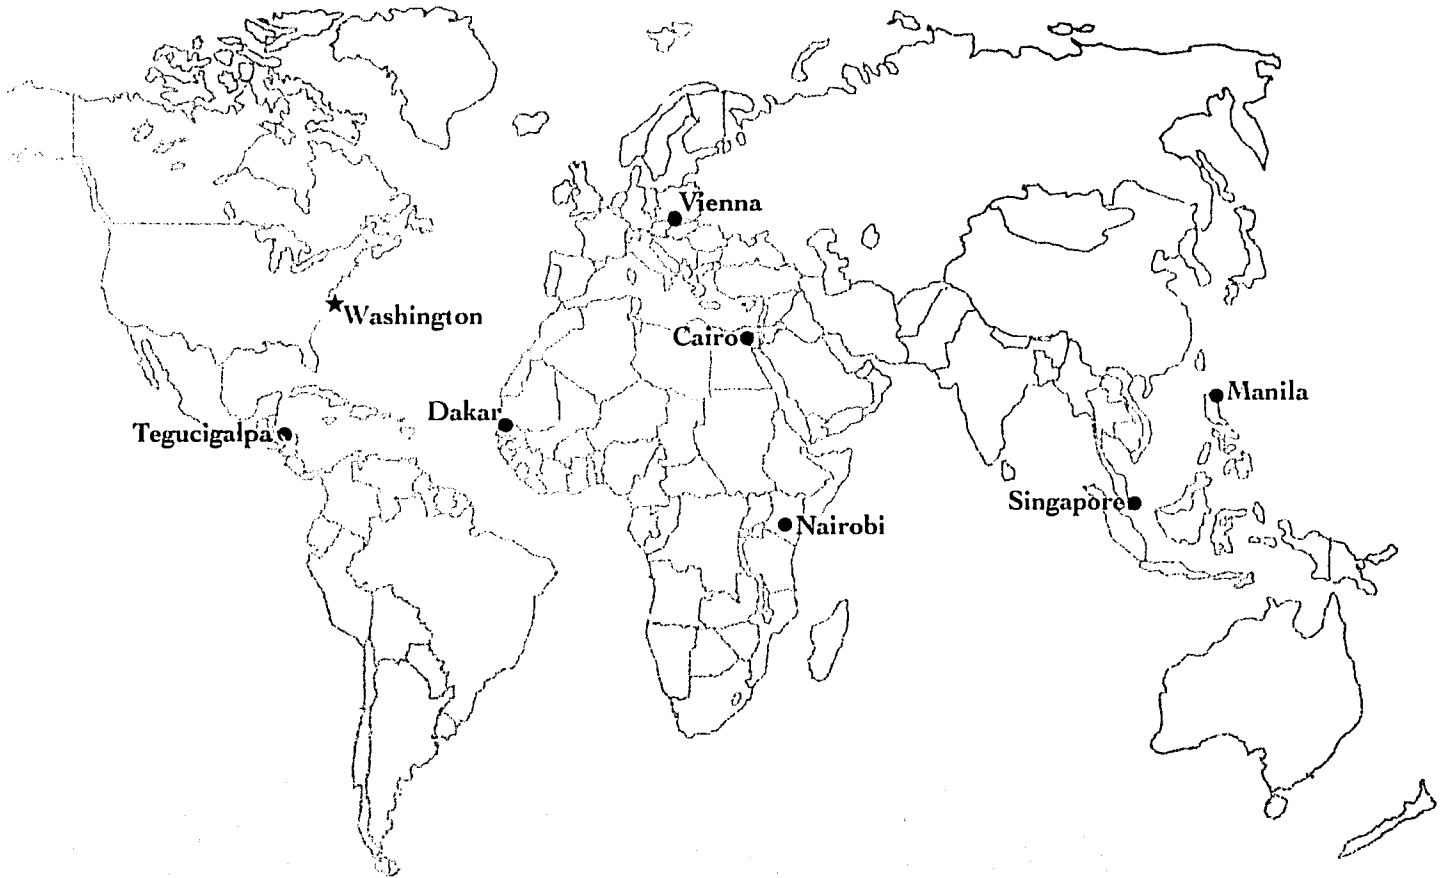 Vienna
Washington
Cairo
Manila
Dakar
Tegucigalpa
Singapore
Nairobi